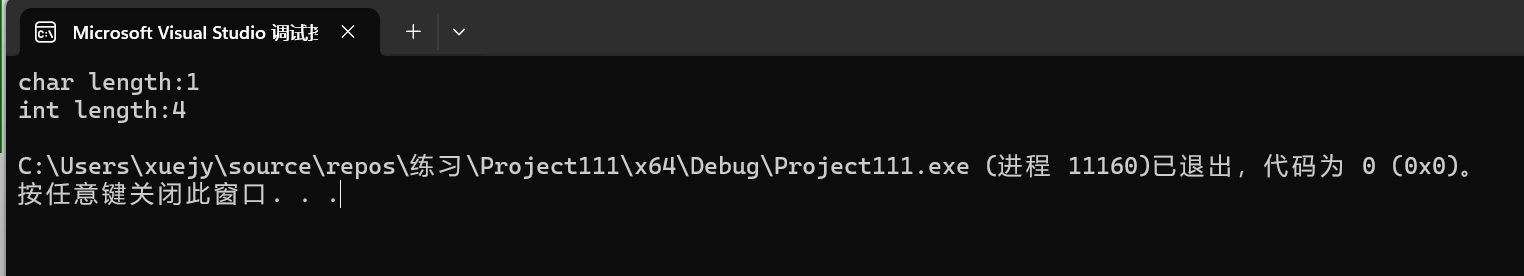 Microsoft Visual Studio 调试
char length:1
int length:4
C:\Users\xuejy\source\repos\练习\Project111\x64\Debug\Project111.exe (进程 11160)已退出，代码为 0 (0x0)。
按任意键关闭此窗口. . .